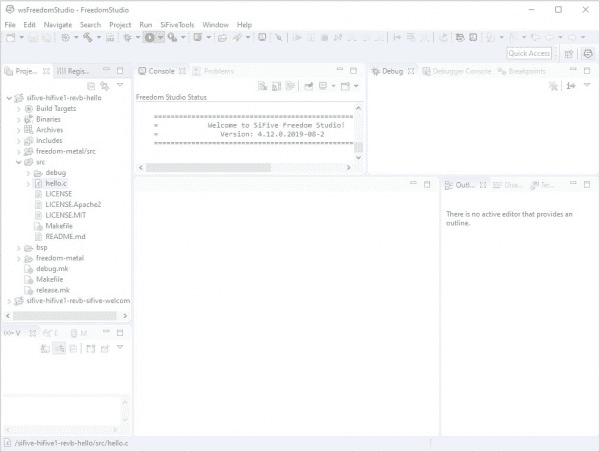 wsFreedomStudio - FreedomStudio
File Edit Navigate Search Project Run SiFiveTools Window Help
Quick Access
Proje...
Regis...
sifive-hifive1-revb-hello
Build Targets
Binaries
Archives
Includes
freedom-metal/src
src
debug
hello.c
LICENSE
LICENSE.Apache2
LICENSE.MIT
Makefile
README.md
bsp
freedom-metal
debug.mk
Makefile
release.mk
sifive-hifive1-revb-sifive-welcom
Console Problems
Freedom Studio Status
==================================================
= Welcome to SiFive Freedom Studio!
= Version: 4.12.0.2019-08-2
==================================================
Debug Debugger Console Breakpoints
Outl...
There is no active editor that provides an
outline.
(x)= V
M
/sifive-hifive1-revb-hello/src/hello.c